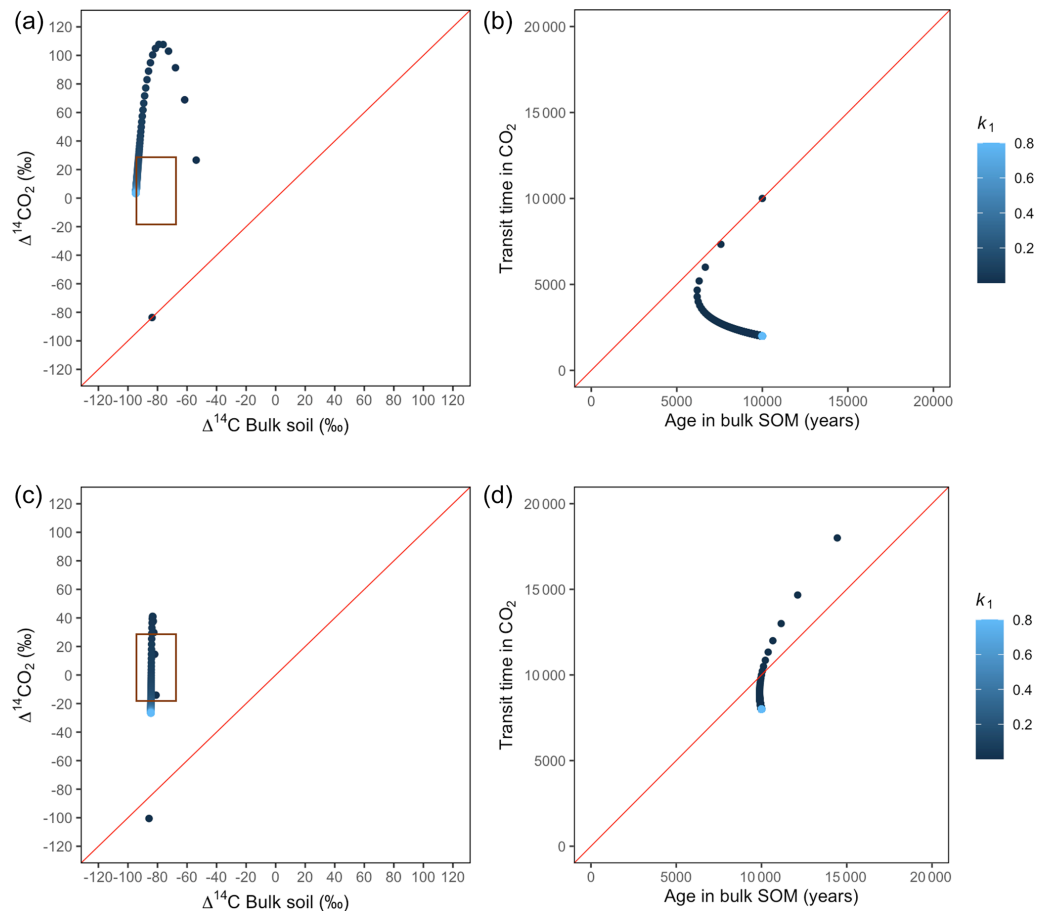 (a)
120
100
80
60
40
20
0
-20
-40
-60
-80
-100
-120
Δ¹⁴CO₂ (‰)
-120 -100 -80 -60 -40 -20 0 20 40 60 80 100 120
Δ¹⁴C Bulk soil (‰)
(b)
20 000
15 000
10 000
5000
0
Transit time in CO₂
0 5000 10 000 15 000 20 000
Age in bulk SOM (years)
k₁
0.8
0.6
0.4
0.2
(c)
120
100
80
60
40
20
0
-20
-40
-60
-80
-100
-120
Δ¹⁴CO₂ (‰)
-120 -100 -80 -60 -40 -20 0 20 40 60 80 100 120
Δ¹⁴C Bulk soil (‰)
(d)
20 000
15 000
10 000
5000
0
Transit time in CO₂
0 5000 10 000 15 000 20 000
Age in bulk SOM (years)
k₁
0.8
0.6
0.4
0.2